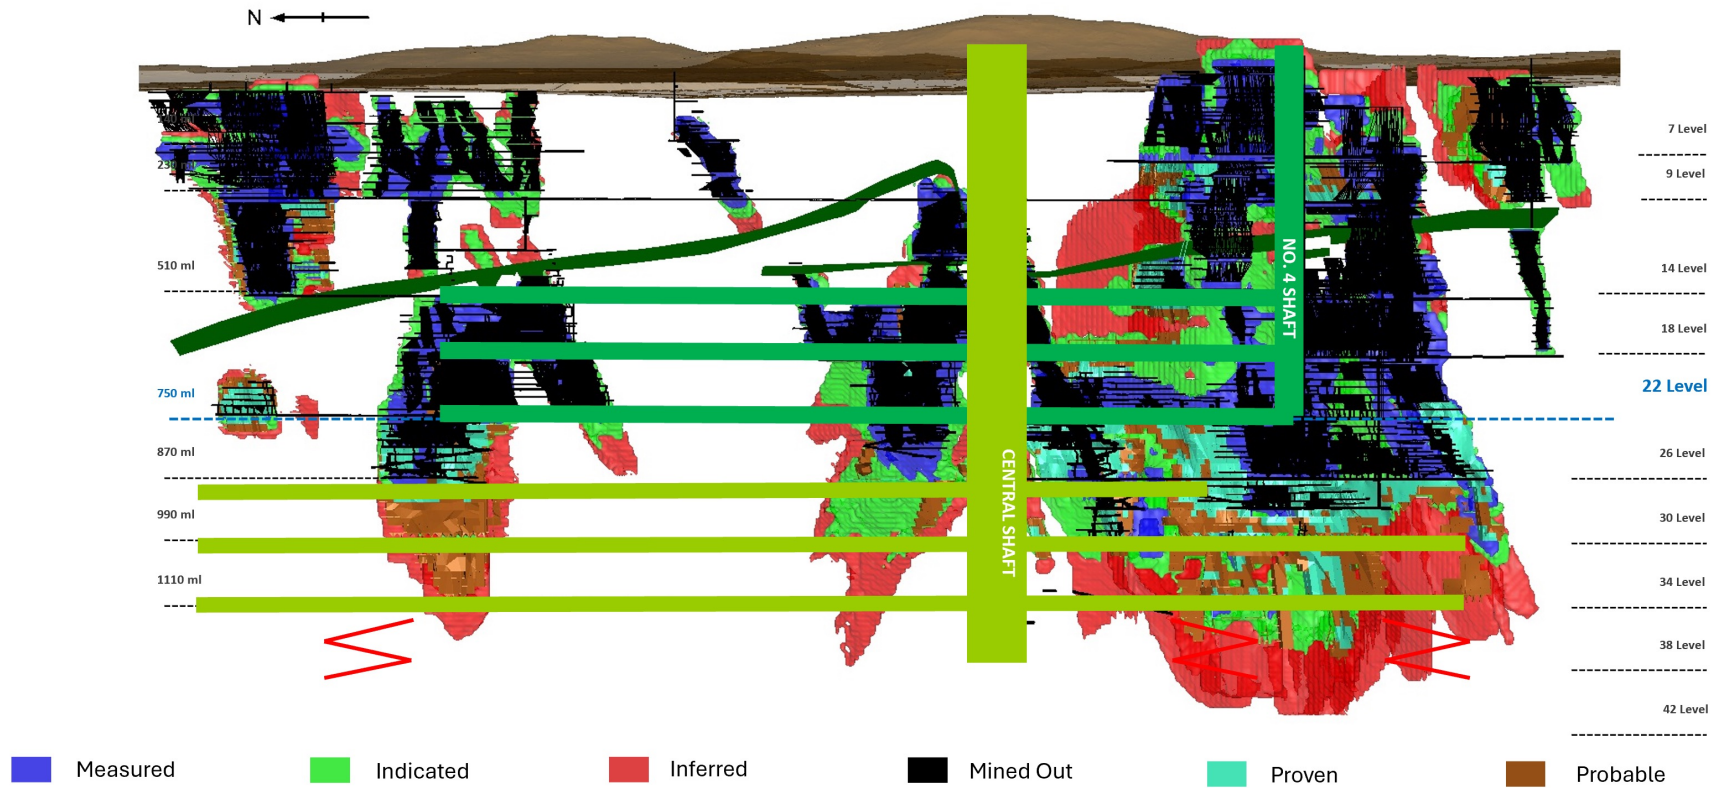 N
7 Level
9 Level
510 ml
14 Level
NO. 4 SHAFT
18 Level
750 ml
22 Level
870 ml
26 Level
CENTRAL SHAFT
990 ml
30 Level
1110 ml
34 Level
38 Level
42 Level
Measured
Indicated
Inferred
Mined Out
Proven
Probable